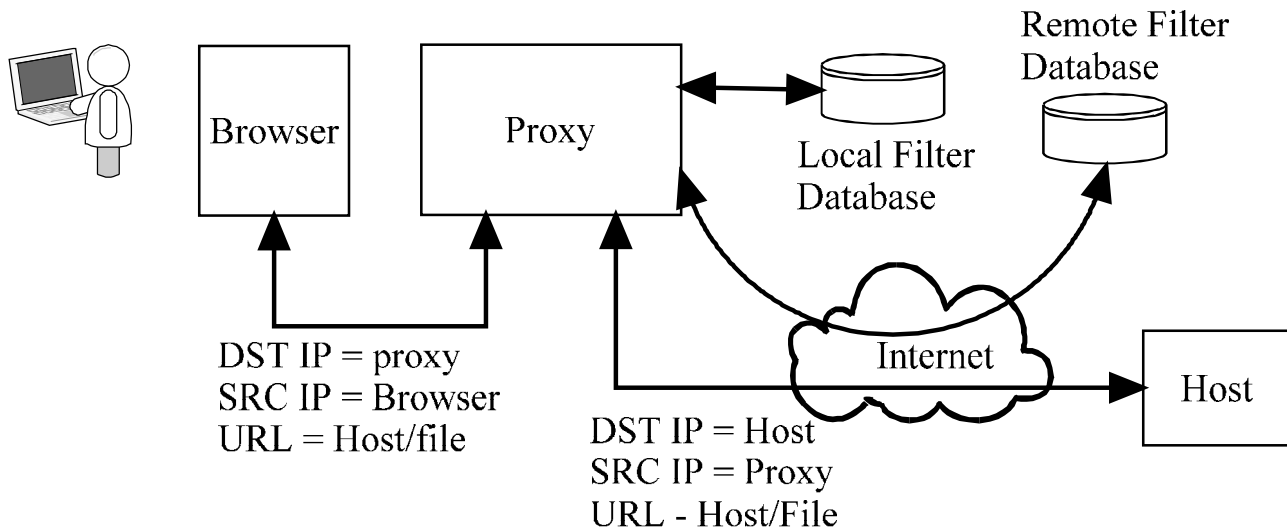 Remote Filter
Database
Browser
Proxy
Local Filter
Database
Internet
Host
DST IP = proxy
SRC IP = Browser
URL = Host/file
DST IP = Host
SRC IP = Proxy
URL - Host/File